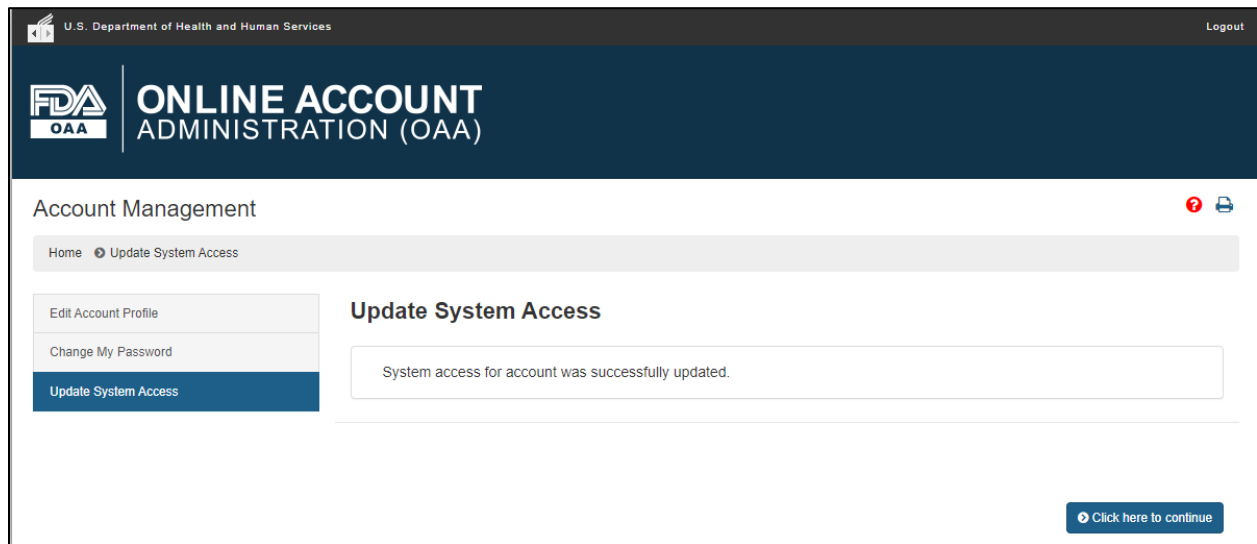 U.S. Department of Health and Human Services
Logout
FDA
OAA
ONLINE ACCOUNT
ADMINISTRATION (OAA)
Account Management
Home Update System Access
Edit Account Profile
Change My Password
Update System Access
Update System Access
System access for account was successfully updated.
Click here to continue